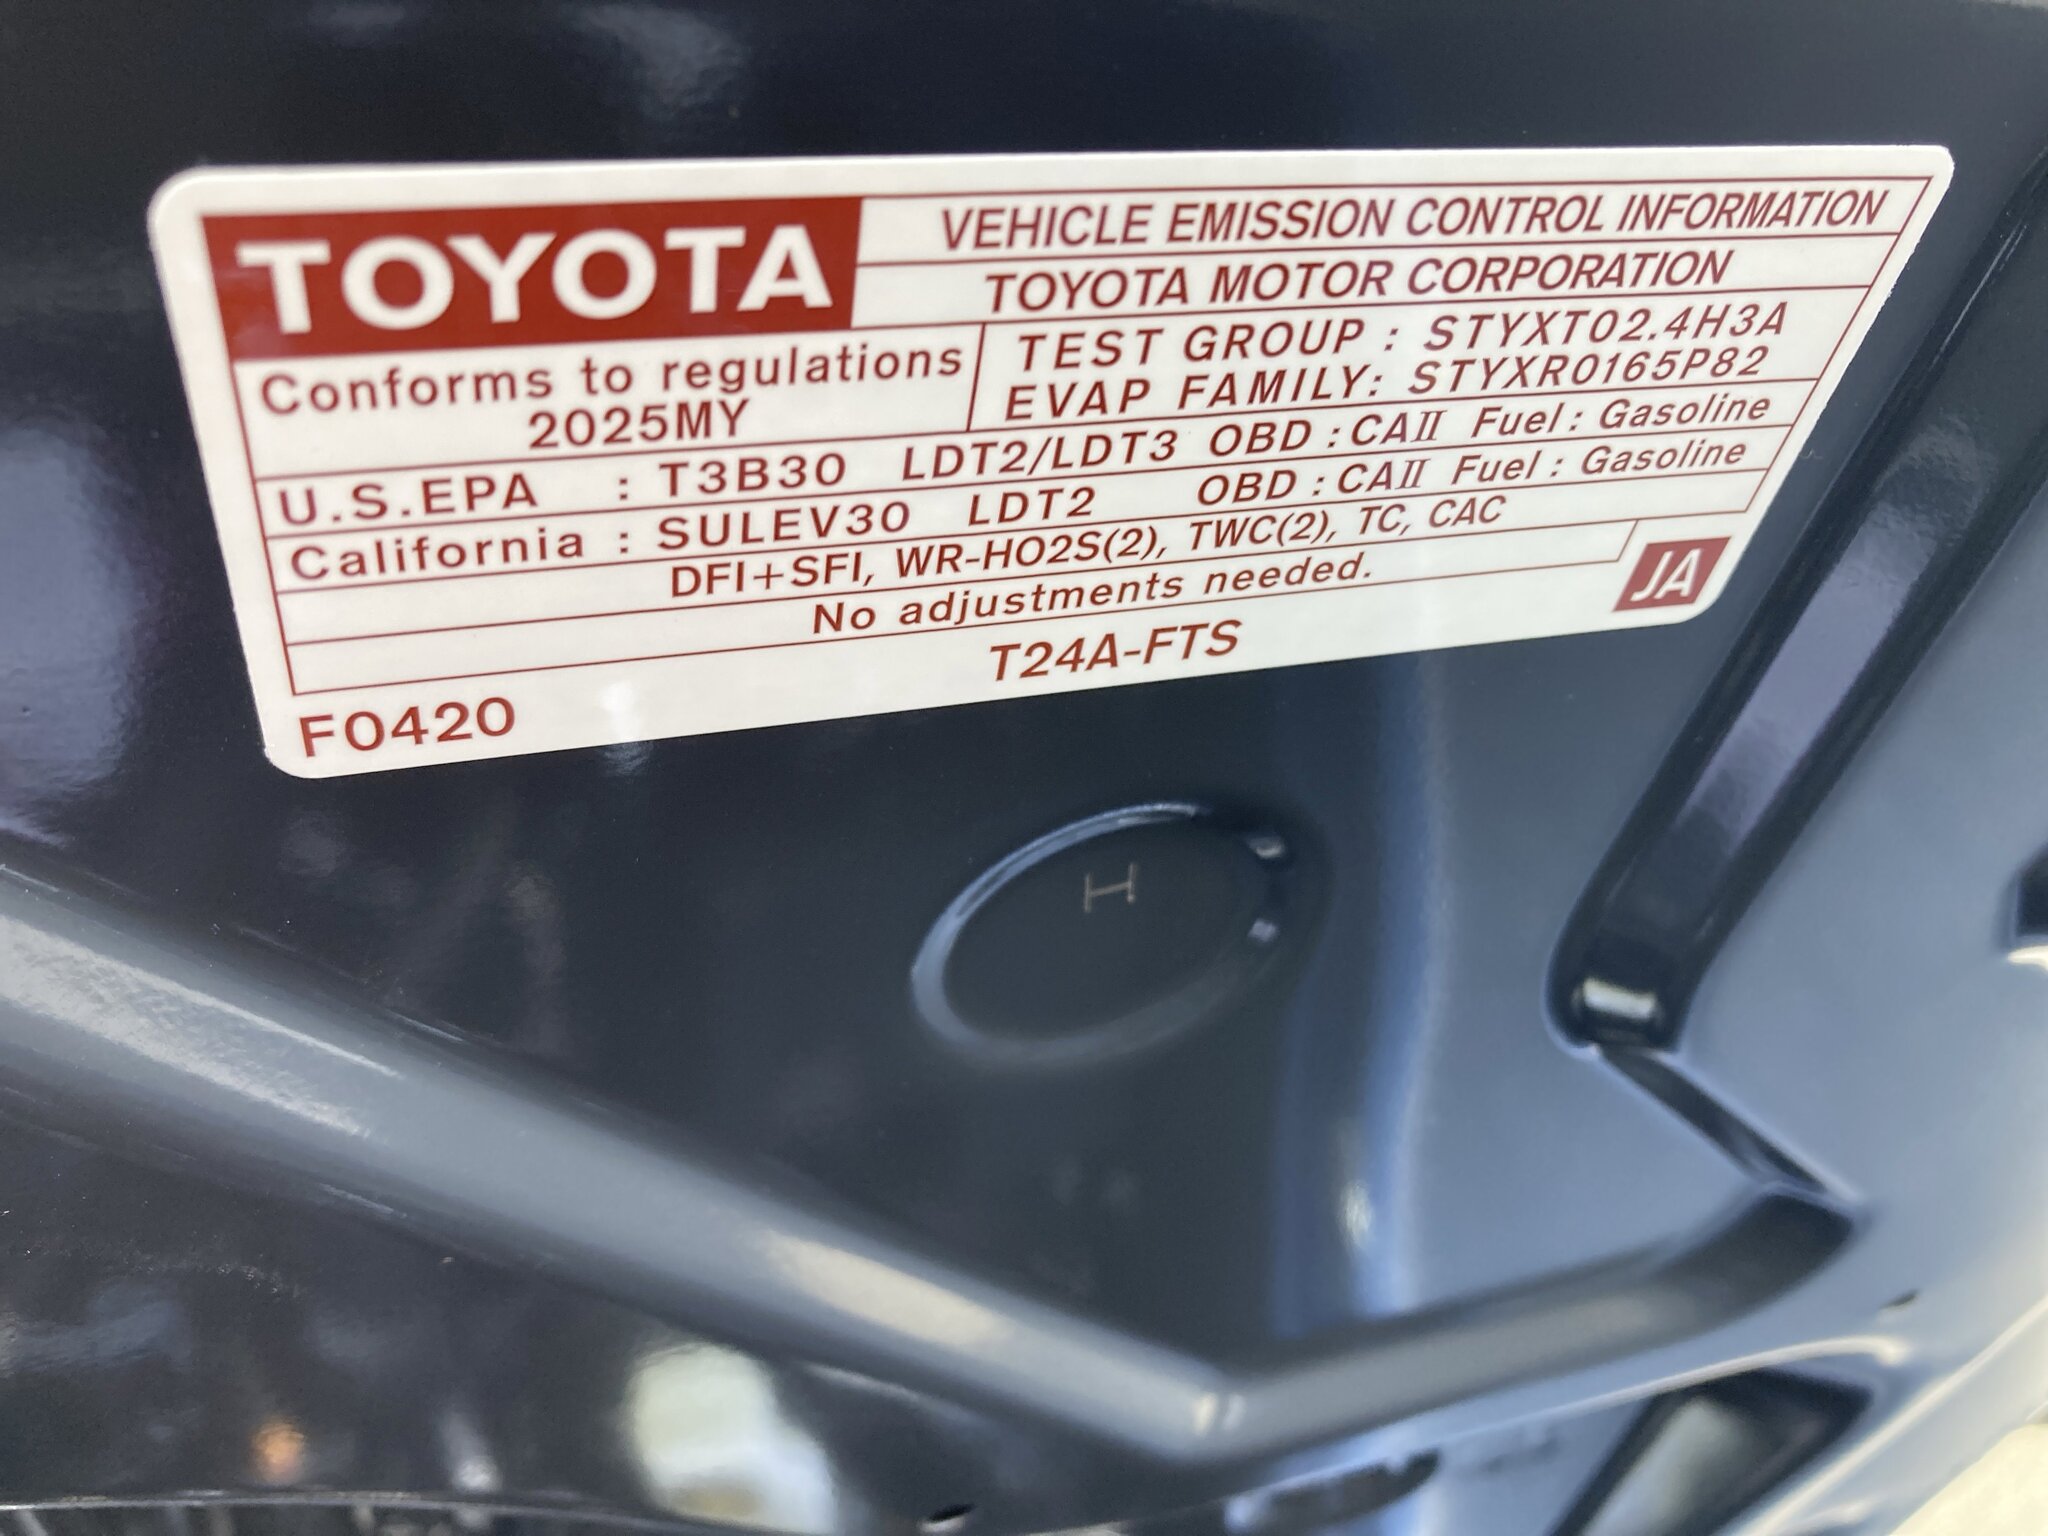 TOYOTA
VEHICLE EMISSION CONTROL INFORMATION
TOYOTA MOTOR CORPORATION
Conforms to regulations
2025MY
TEST GROUP : STYXT02.4H3A
EVAP FAMILY: STYXR0165P82
U.S.EPA : T3B30 LDT2/LDT3 OBD : CAII Fuel : Gasoline
California : SULEV30 LDT2 OBD : CAII Fuel : Gasoline
DFI+SFI, WR-HO2S(2), TWC(2), TC, CAC
No adjustments needed.
JA
T24A-FTS
F0420
H